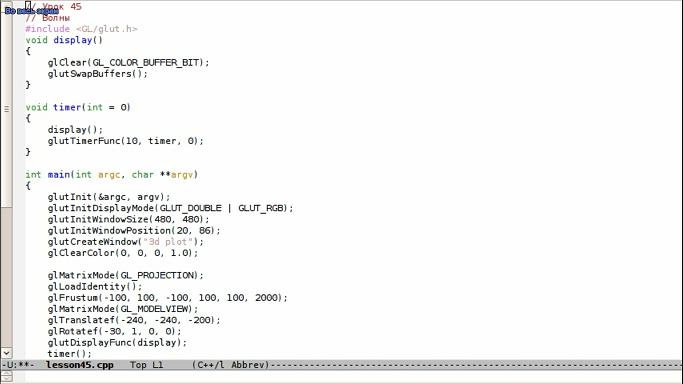 // Урок 45
Во весь экран
// Волны
#include <GL/glut.h>
void display()
{
glClear(GL_COLOR_BUFFER_BIT);
glutSwapBuffers();
}
void timer(int = 0)
{
display();
glutTimerFunc(10, timer, 0);
}
int main(int argc, char **argv)
{
glutInit(&argc, argv);
glutInitDisplayMode(GLUT_DOUBLE | GLUT_RGB);
glutInitWindowSize(480, 480);
glutInitWindowPosition(20, 86);
glutCreateWindow("3d plot");
glClearColor(0, 0, 0, 1.0);
glMatrixMode(GL_PROJECTION);
glLoadIdentity();
glFrustum(-100, 100, -100, 100, 100, 2000);
glMatrixMode(GL_MODELVIEW);
glTranslatef(-240, -240, -200);
glRotatef(-30, 1, 0, 0);
glutDisplayFunc(display);
timer();
-U:**- lesson45.cpp Top L1 (C++/l Abbrev)